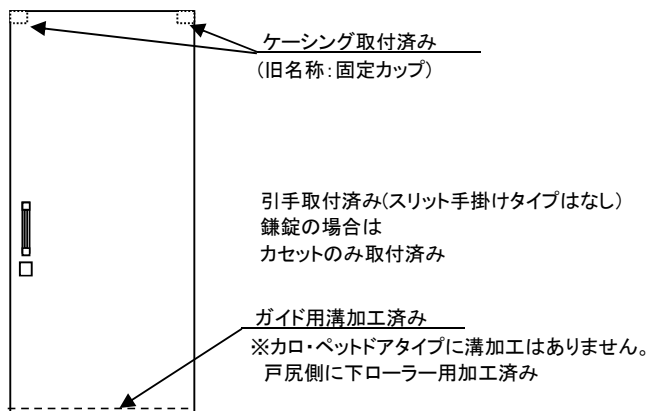 ケーシング取付済み
(旧名称:固定カップ)
引手取付済み(スリット手掛けタイプはなし)
鎌錠の場合は
カセットのみ取付済み
ガイド用溝加工済み
※カロ・ペットドアタイプに溝加工はありません。
戸尻側に下ローラー用加工済み